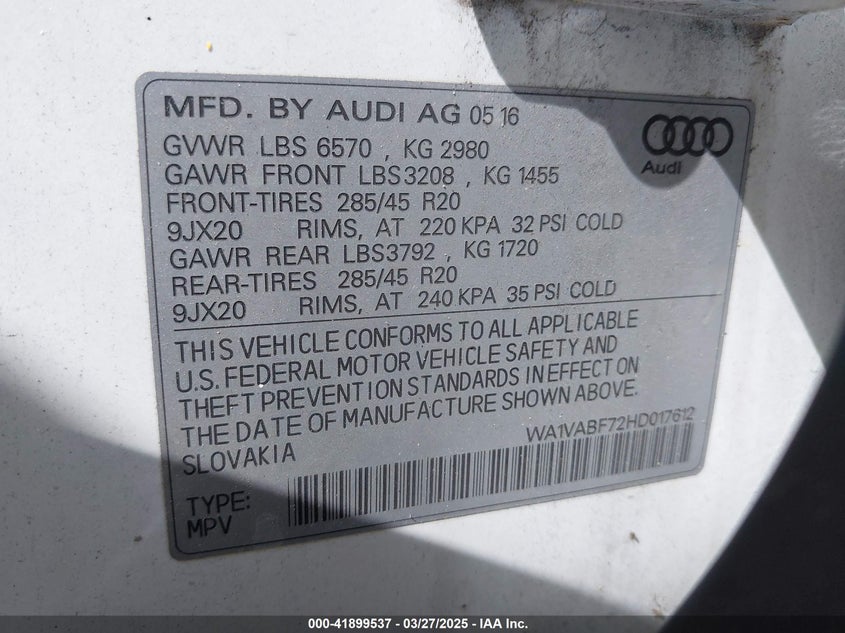 MFD. BY AUDI AG 05 16
GVWR LBS 6570 , KG 2980
GAWR FRONT LBS3208 , KG 1455
FRONT-TIRES 285/45 R20
9JX20 RIMS, AT 220 KPA 32 PSI COLD
GAWR REAR LBS3792 , KG 1720
REAR-TIRES 285/45 R20
9JX20 RIMS, AT 240 KPA 35 PSI COLD
Audi
THIS VEHICLE CONFORMS TO ALL APPLICABLE
U.S. FEDERAL MOTOR VEHICLE SAFETY AND
THEFT PREVENTION STANDARDS IN EFFECT ON
THE DATE OF MANUFACTURE SHOWN ABOVE.
SLOVAKIA
WA1VABF72HD017612
TYPE:
MPV
000-41899537 - 03/27/2025 - IAA Inc.